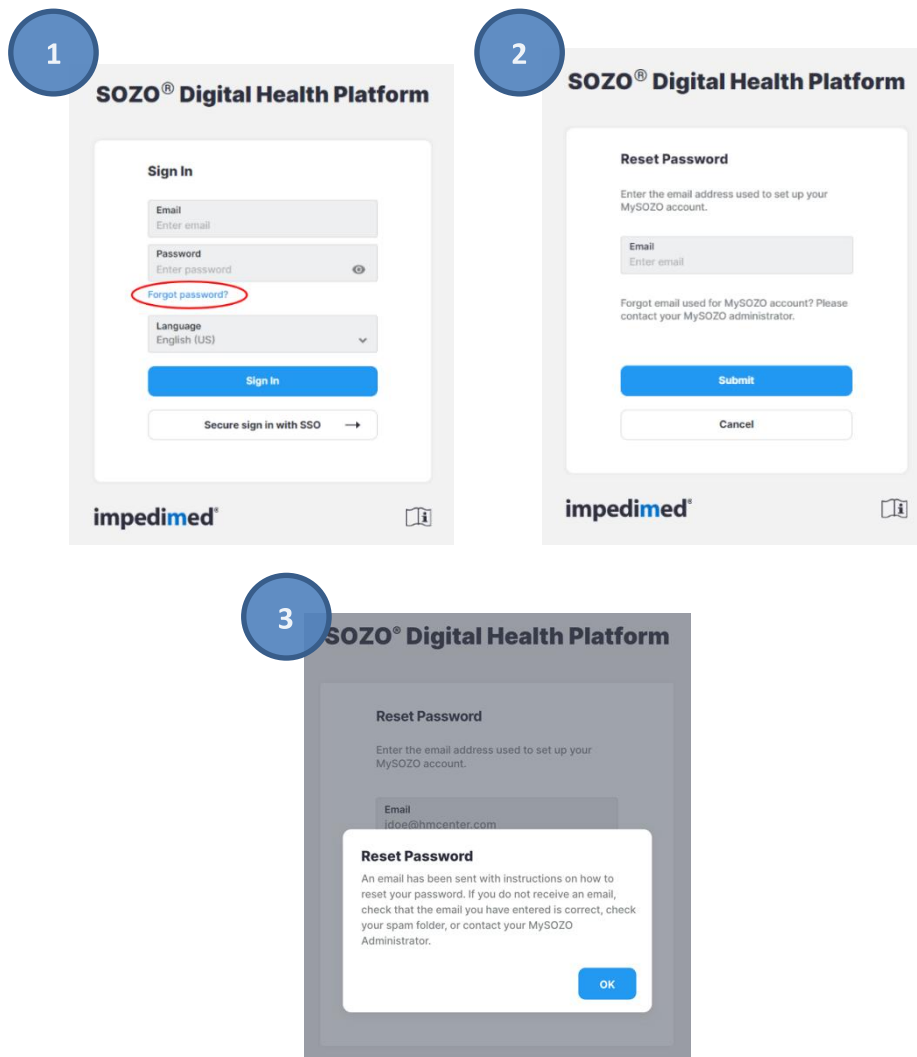 1
SOZO® Digital Health Platform
Sign In
Email
Enter email
Password
Enter password
Forgot password?
Language
English (US)
Sign In
Secure sign in with SSO →
impedimed®
2
SOZO® Digital Health Platform
Reset Password
Enter the email address used to set up your
MySOZO account.
Email
Enter email
Forgot email used for MySOZO account? Please
contact your MySOZO administrator.
Submit
Cancel
impedimed®
3
SOZO® Digital Health Platform
Reset Password
Enter the email address used to set up your
MySOZO account.
Email
jdoe@hmcenter.com
Reset Password
An email has been sent with instructions on how to
reset your password. If you do not receive an email,
check that the email you have entered is correct, check
your spam folder, or contact your MySOZO
Administrator.
OK